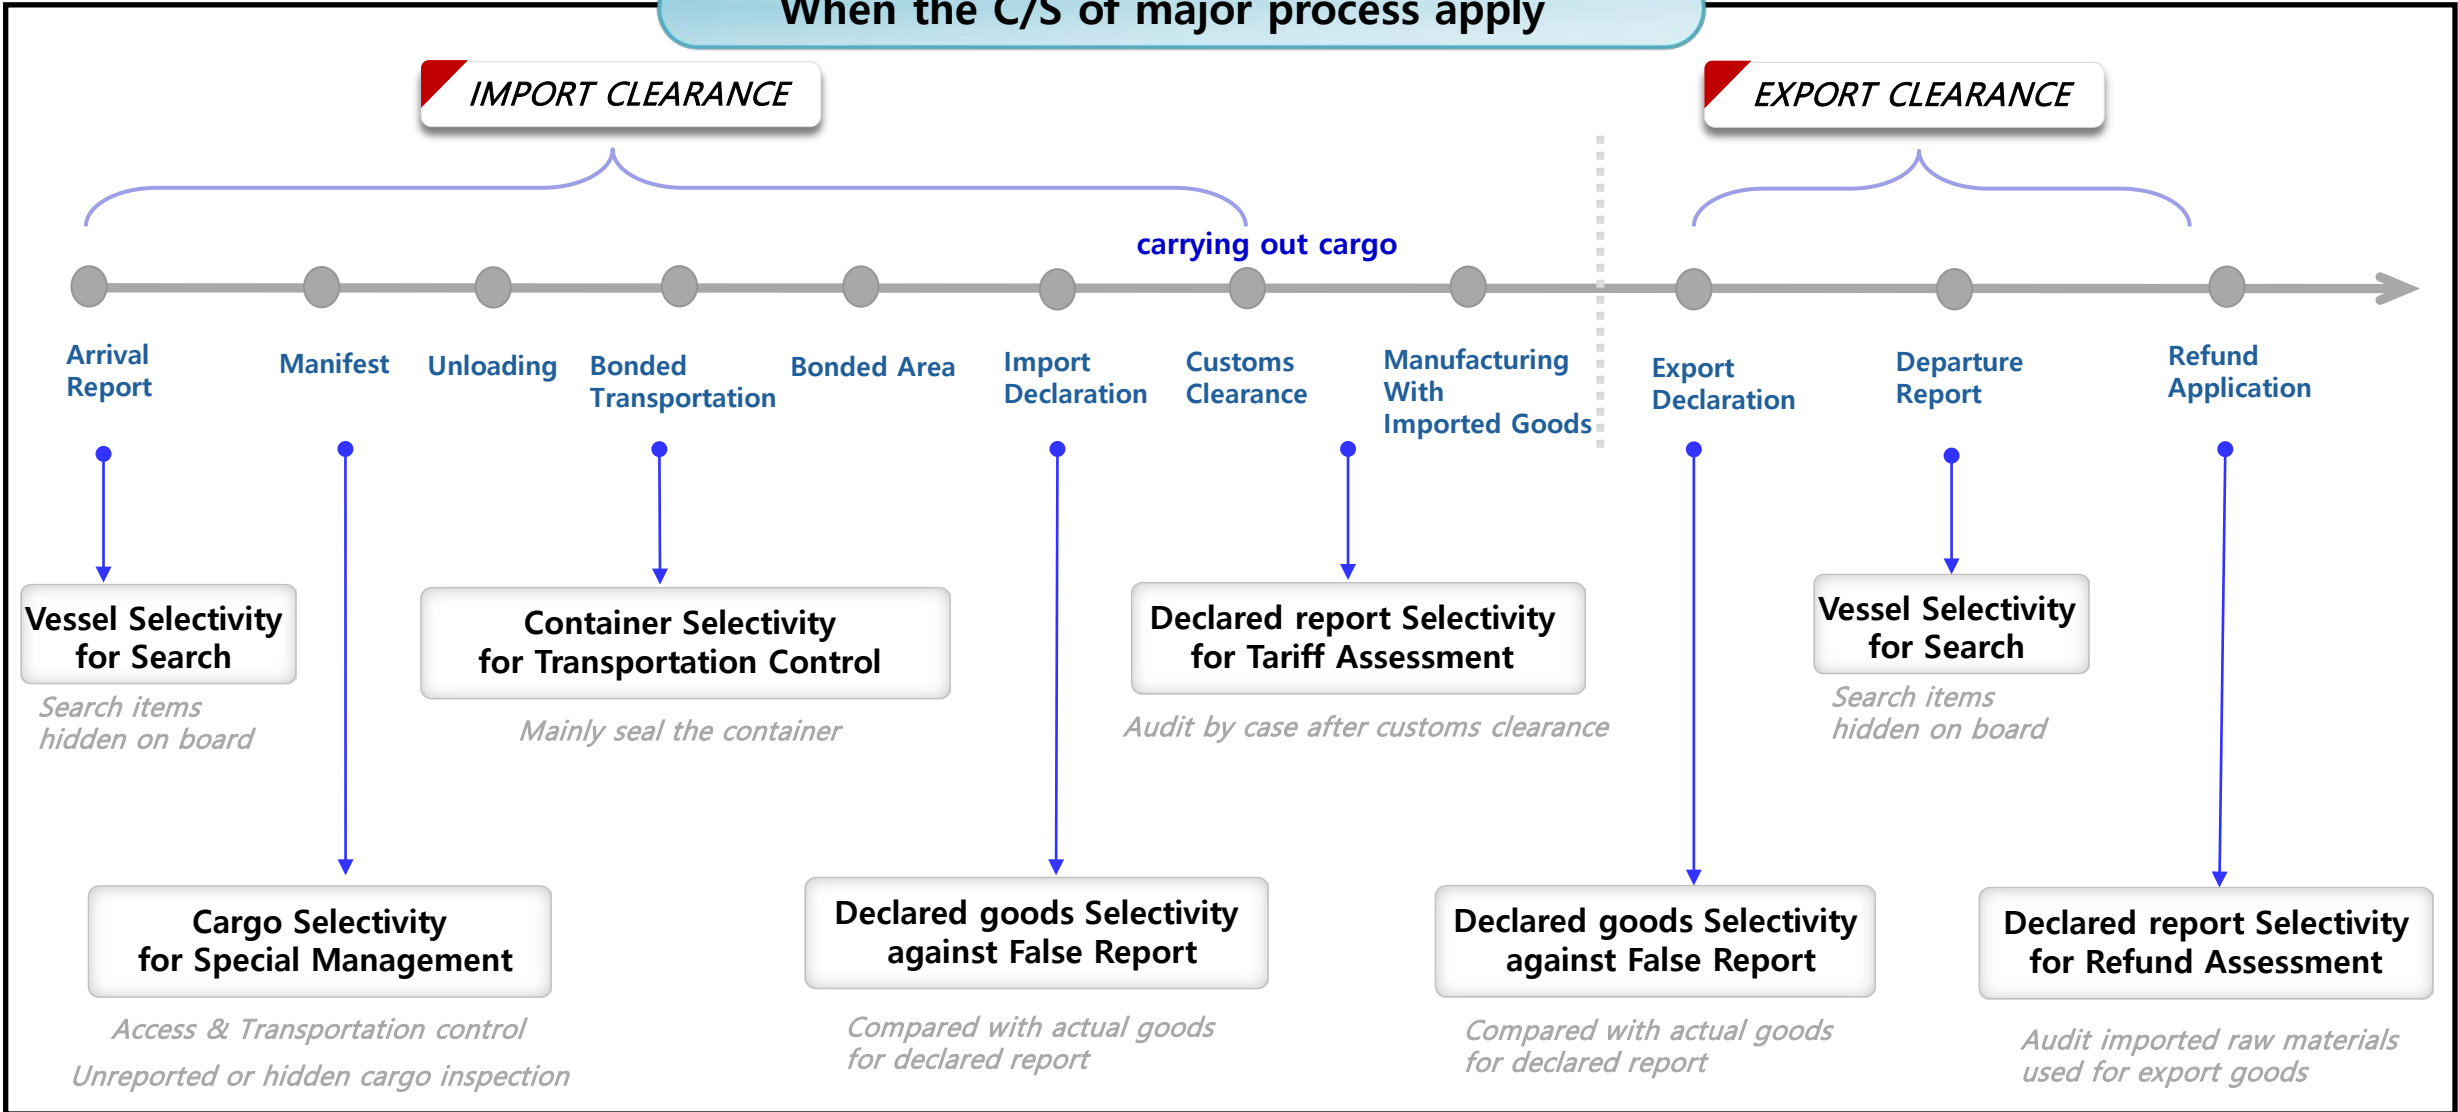 When the C/S of major process apply
IMPORT CLEARANCE
EXPORT CLEARANCE
carrying out cargo
Arrival
Report
Manifest
Unloading
Bonded
Transportation
Bonded Area
Import
Declaration
Customs
Clearance
Manufacturing
With
Imported Goods
Export
Declaration
Departure
Report
Refund
Application
Vessel Selectivity
for Search
Search items
hidden on board
Container Selectivity
for Transportation Control
Mainly seal the container
Declared report Selectivity
for Tariff Assessment
Audit by case after customs clearance
Vessel Selectivity
for Search
Search items
hidden on board
Cargo Selectivity
for Special Management
Access & Transportation control
Unreported or hidden cargo inspection
Declared goods Selectivity
against False Report
Compared with actual goods
for declared report
Declared goods Selectivity
against False Report
Compared with actual goods
for declared report
Declared report Selectivity
for Refund Assessment
Audit imported raw materials
used for export goods